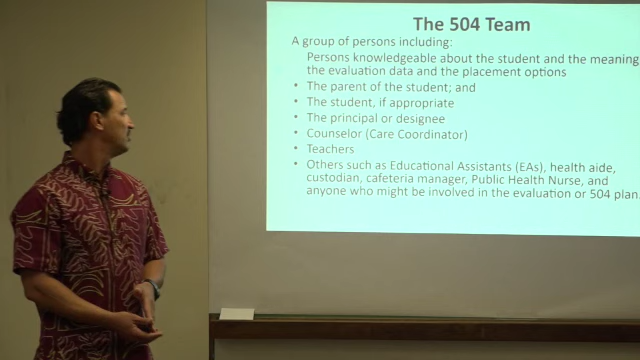 The 504 Team
A group of persons including:
Persons knowledgeable about the student and the meaning
the evaluation data and the placement options
• The parent of the student; and
• The student, if appropriate
• The principal or designee
• Counselor (Care Coordinator)
• Teachers
• Others such as Educational Assistants (EAs), health aide,
custodian, cafeteria manager, Public Health Nurse, and
anyone who might be involved in the evaluation or 504 plan.